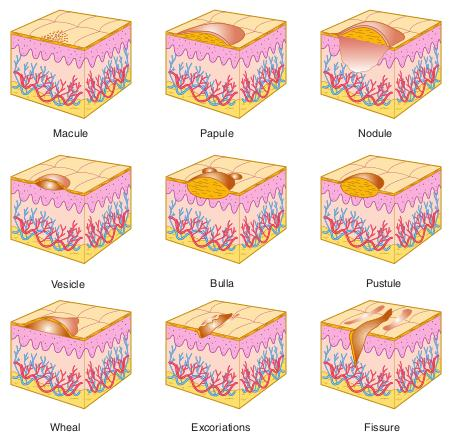 Macule
Papule
Nodule
Vesicle
Bulla
Pustule
Wheal
Excoriations
Fissure